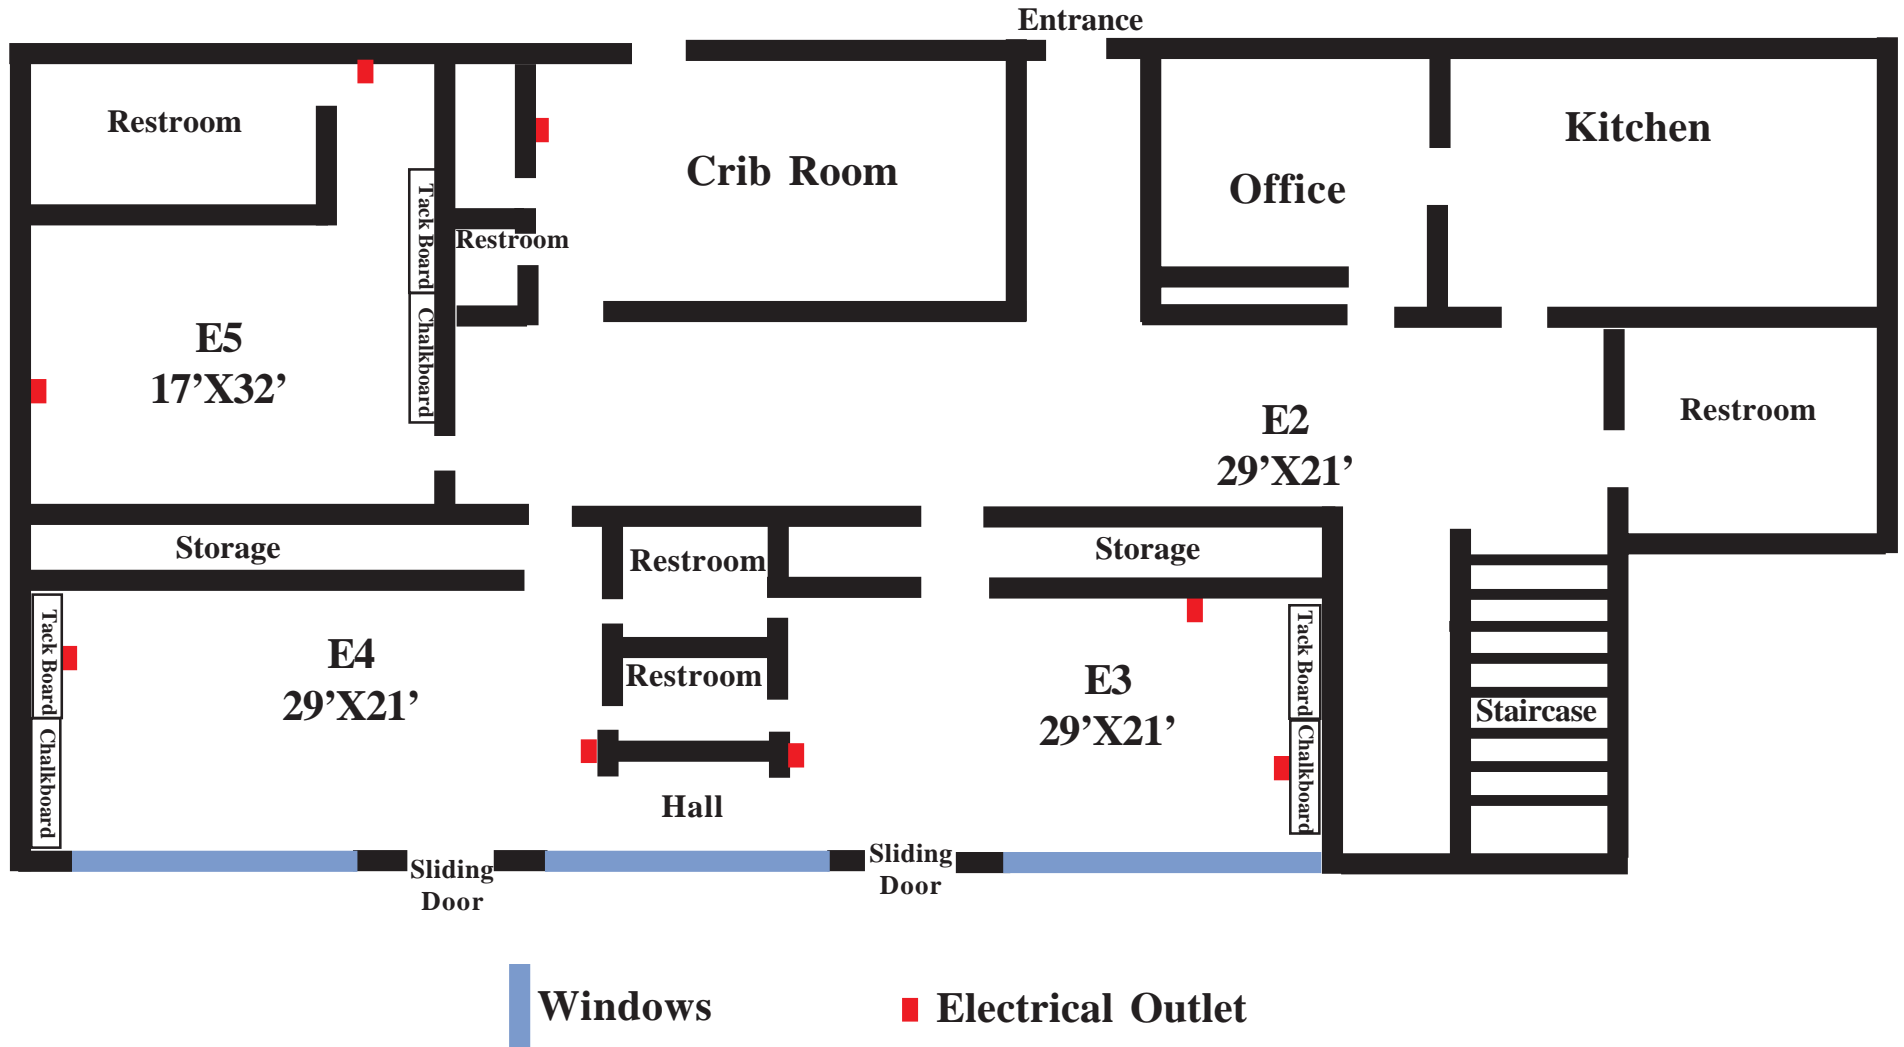 Entrance
Restroom
Crib Room
Office
Kitchen
Tack Board
Chalkboard
Restroom
E5
17’X32’
E2
29’X21’
Restroom
Storage
Restroom
Storage
Tack Board
Chalkboard
E4
29’X21’
Restroom
E3
29’X21’
Tack Board
Chalkboard
Staircase
Hall
Sliding
Door
Sliding
Door
Windows
Electrical Outlet